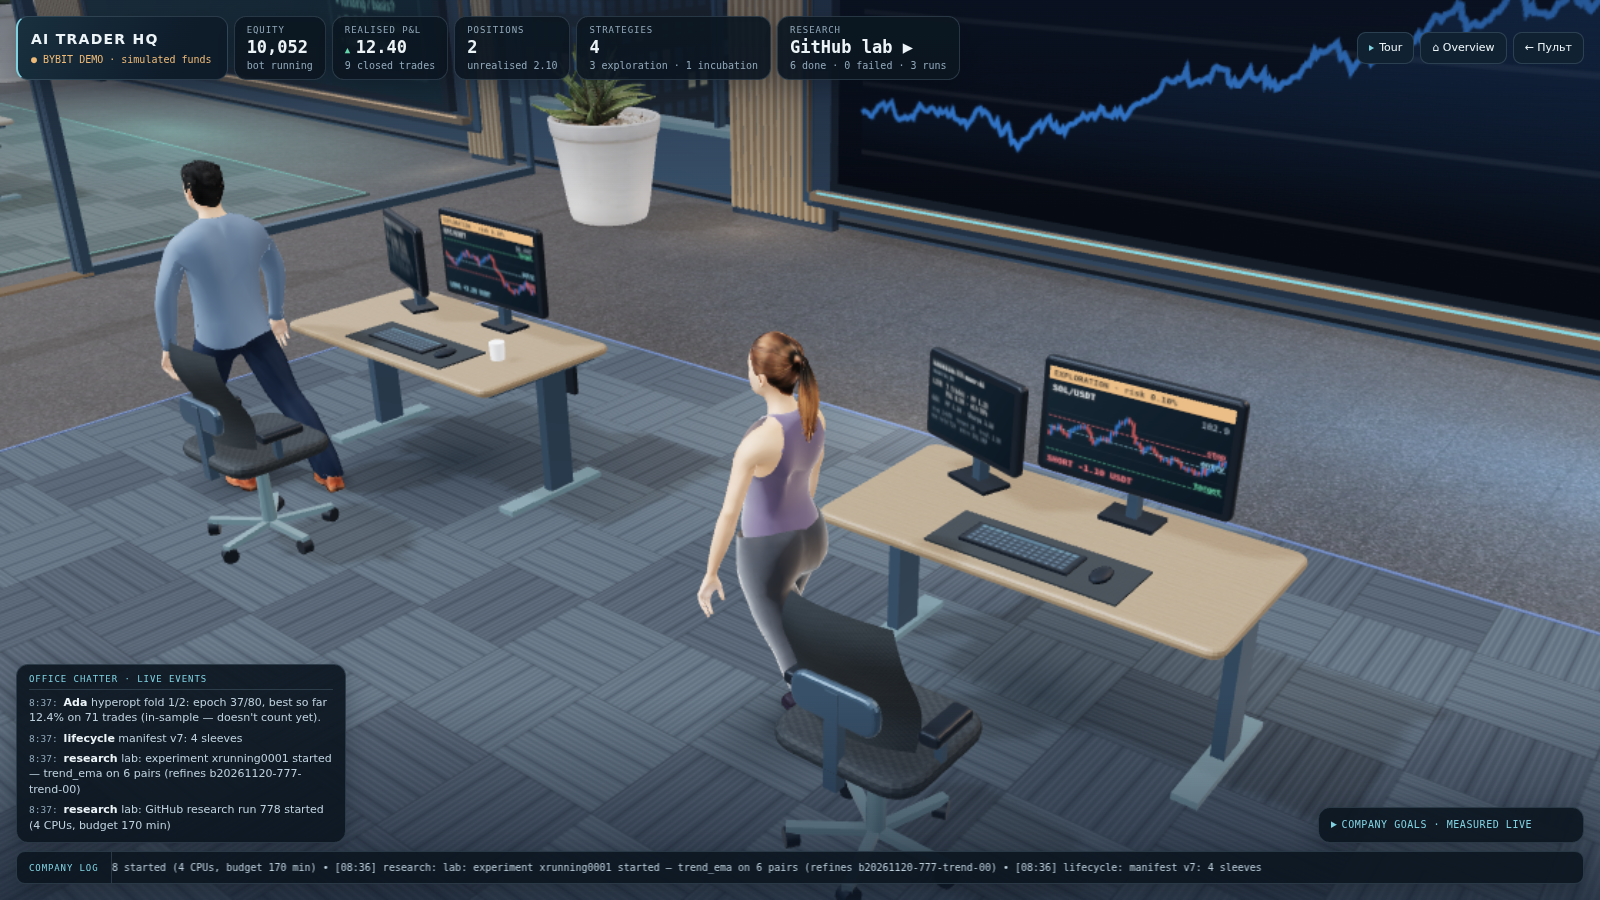 AI TRADER HQ
● BYBIT DEMO · simulated funds
EQUITY
10,052
bot running
REALISED P&L
▲ 12.40
9 closed trades
POSITIONS
2
unrealised 2.10
STRATEGIES
4
3 exploration · 1 incubation
RESEARCH
GitHub lab ▶
6 done · 0 failed · 3 runs
▶ Tour
⌂ Overview
← Пульт
EXPLORATION · risk 0.10%
SOL/USDT
102.9
stop
target
SHORT -1.10 USDT
OFFICE CHATTER · LIVE EVENTS
8:37: Ada hyperopt fold 1/2: epoch 37/80, best so far
12.4% on 71 trades (in-sample — doesn't count yet).
8:37: lifecycle manifest v7: 4 sleeves
8:37: research lab: experiment xrunning0001 started
— trend_ema on 6 pairs (refines b20261120-777-
trend-00)
8:37: research lab: GitHub research run 778 started
(4 CPUs, budget 170 min)
▶ COMPANY GOALS · MEASURED LIVE
COMPANY LOG
8 started (4 CPUs, budget 170 min) • [08:36] research: lab: experiment xrunning0001 started — trend_ema on 6 pairs (refines b20261120-777-trend-00) • [08:36] lifecycle: manifest v7: 4 sleeves